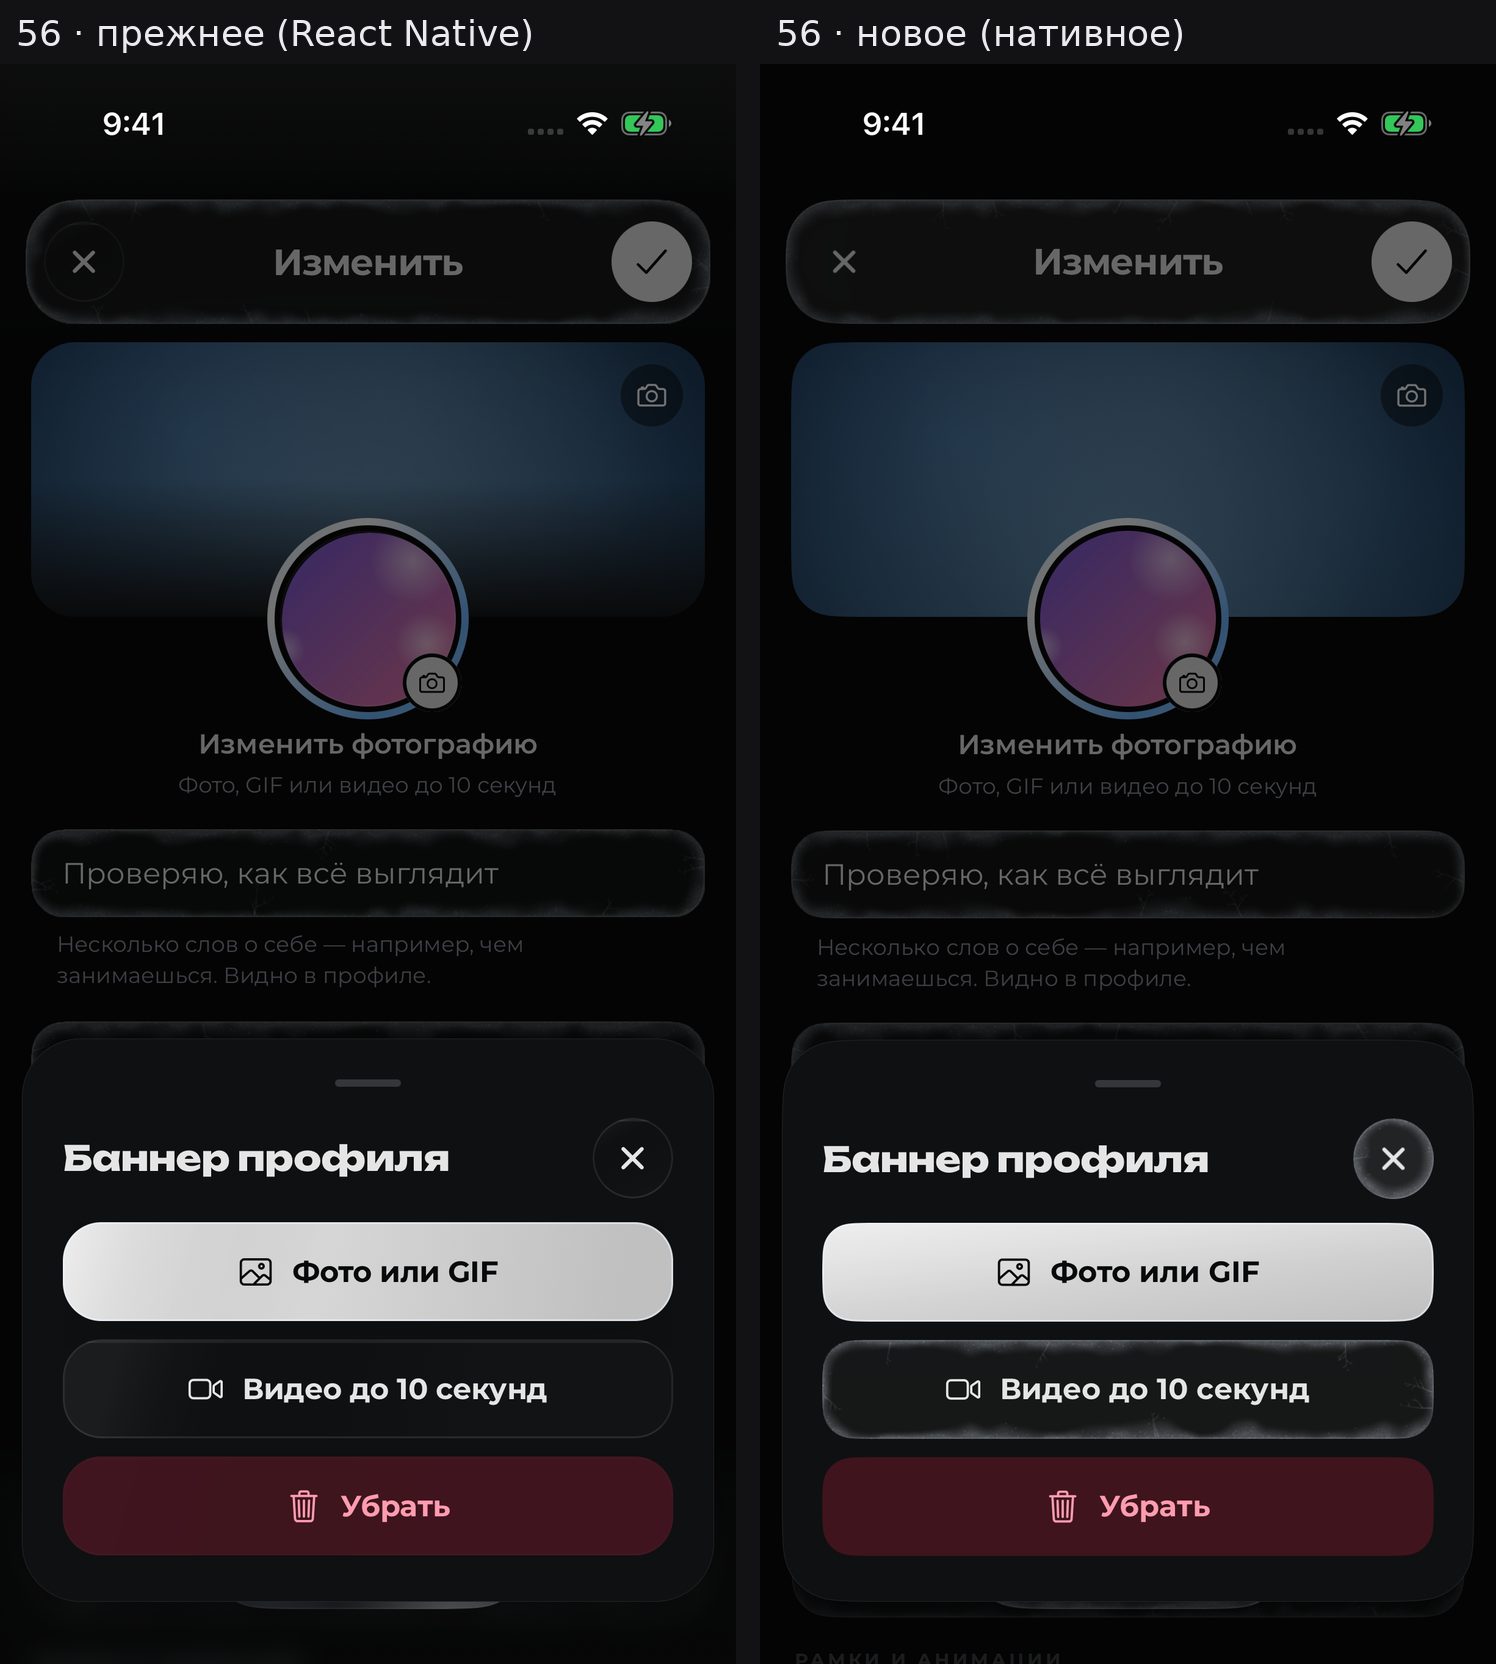 56 · прежнее (React Native)
9:41
Изменить
Изменить фотографию
Фото, GIF или видео до 10 секунд
Проверяю, как всё выглядит
Несколько слов о себе — например, чем
занимаешься. Видно в профиле.
Баннер профиля
Фото или GIF
Видео до 10 секунд
Убрать
56 · новое (нативное)
9:41
Изменить
Изменить фотографию
Фото, GIF или видео до 10 секунд
Проверяю, как всё выглядит
Несколько слов о себе — например, чем
занимаешься. Видно в профиле.
Баннер профиля
Фото или GIF
Видео до 10 секунд
Убрать
РАМКИ И АНИМАЦИИ